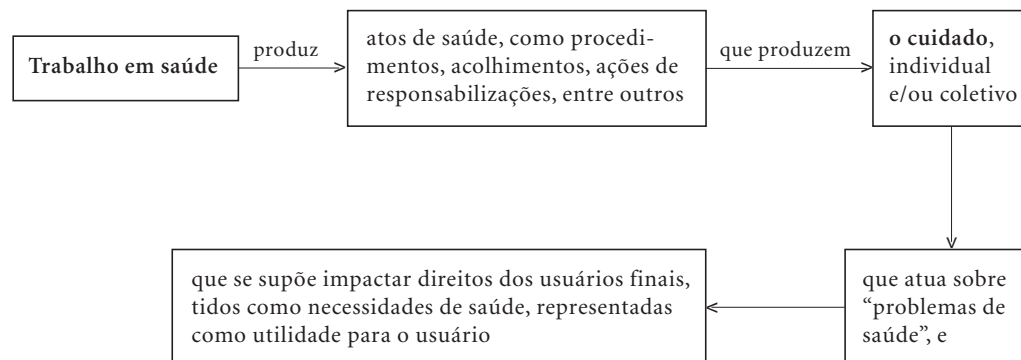 Trabalho em saúde
produz
atos de saúde, como procedi-
mentos, acolhimentos, ações de
responsabilizações, entre outros
que produzem
o cuidado,
individual
e/ou coletivo
que atua sobre
“problemas de
saúde”, e
que se supõe impactar direitos dos usuários finais,
tidos como necessidades de saúde, representadas
como utilidade para o usuário